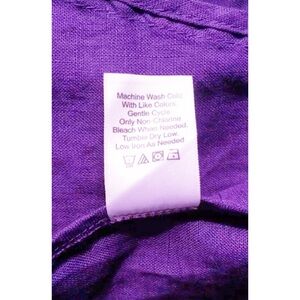 Machine Wash Cold
With Like Colors.
Gentle Cycle.
Only Non-Chlorine
Bleach When Needed.
Tumble Dry Low.
Low Iron As Needed